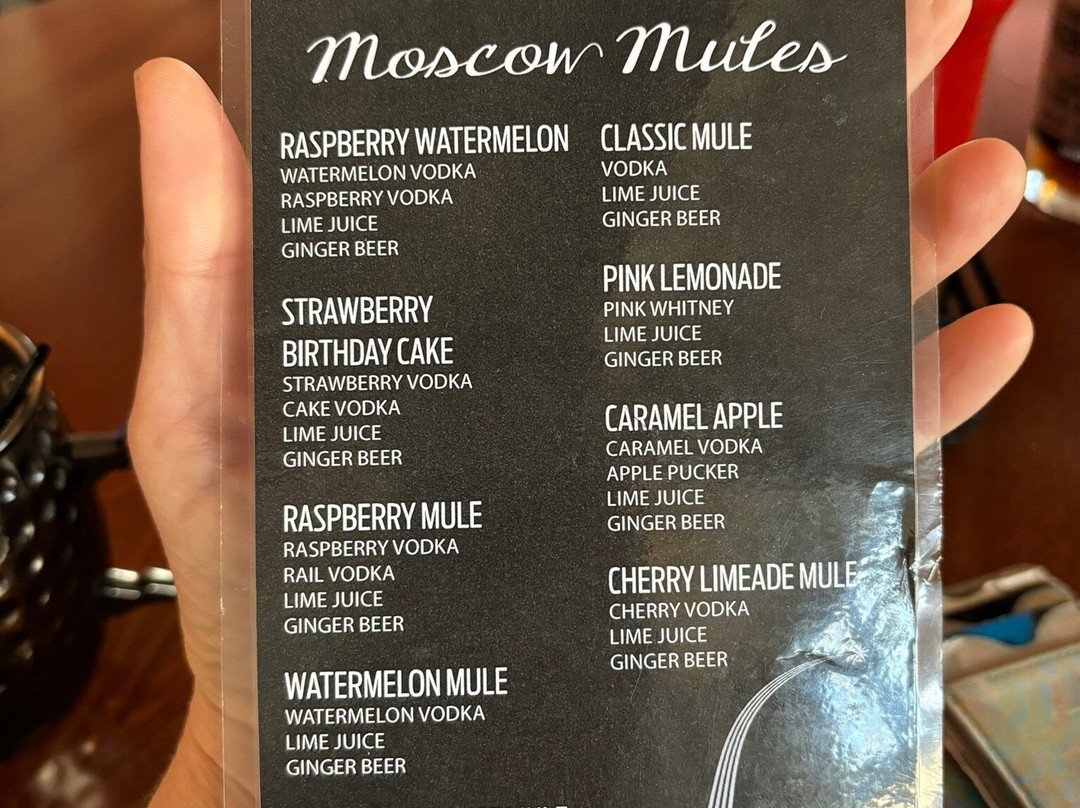 Moscow Mules
RASPBERRY WATERMELON
WATERMELON VODKA
RASPBERRY VODKA
LIME JUICE
GINGER BEER
STRAWBERRY
BIRTHDAY CAKE
STRAWBERRY VODKA
CAKE VODKA
LIME JUICE
GINGER BEER
RASPBERRY MULE
RASPBERRY VODKA
RAIL VODKA
LIME JUICE
GINGER BEER
WATERMELON MULE
WATERMELON VODKA
LIME JUICE
GINGER BEER
CLASSIC MULE
VODKA
LIME JUICE
GINGER BEER
PINK LEMONADE
PINK WHITNEY
LIME JUICE
GINGER BEER
CARAMEL APPLE
CARAMEL VODKA
APPLE PUCKER
LIME JUICE
GINGER BEER
CHERRY LIMEADE MULE
CHERRY VODKA
LIME JUICE
GINGER BEER